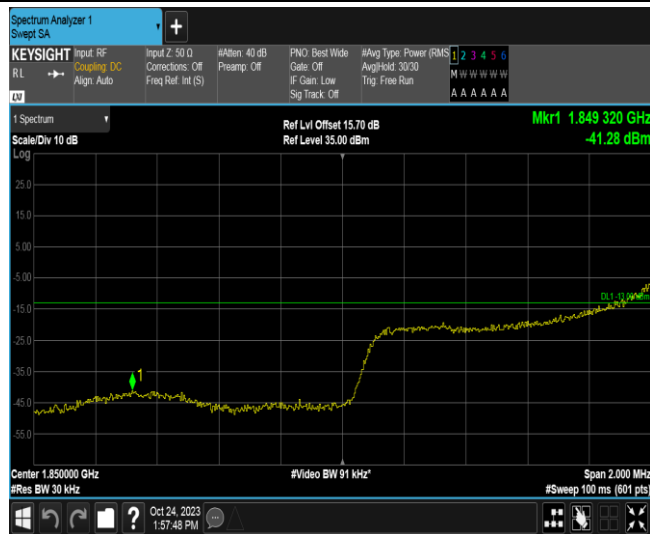 Spectrum Analyzer 1
Swept SA
+
KEYSIGHT
RL
LXI
Input: RF
Coupling: DC
Align: Auto
Input Z: 50 Ω
Corrections: Off
Freq Ref: Int (S)
#Atten: 40 dB
Preamp: Off
PNO: Best Wide
Gate: Off
IF Gain: Low
Sig Track: Off
#Avg Type: Power (RMS
Avg|Hold: 30/30
Trig: Free Run
1 2 3 4 5 6
M W W W W W
A A A A A A
1 Spectrum
Scale/Div 10 dB
Ref Lvl Offset 15.70 dB
Ref Level 35.00 dBm
Mkr1 1.849 320 GHz
-41.28 dBm
Log
25.0
15.0
5.00
-5.00
DL1 -13.00 dBm
-15.0
-25.0
-35.0
1
-45.0
-55.0
Center 1.850000 GHz
#Video BW 91 kHz*
Span 2.000 MHz
#Res BW 30 kHz
#Sweep 100 ms (601 pts)
?
Oct 24, 2023
1:57:48 PM